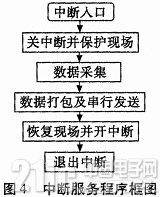 中断入口
关中断并保护现场
数据采集
数据打包及串行发送
恢复现场并开中断
退出中断
图4 中断服务程序框图